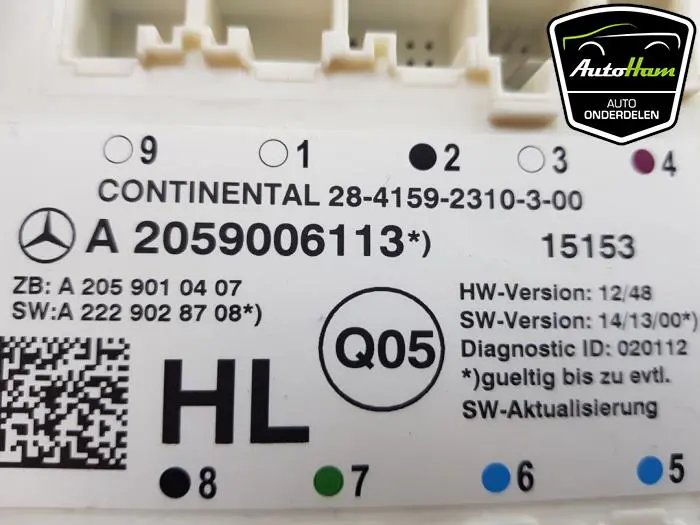 AutoHam
AUTO
ONDERDELEN
9 1 2 3 4
CONTINENTAL 28-4159-2310-3-00
A 2059006113*) 15153
ZB: A 205 901 04 07
SW:A 222 902 87 08*)
HL
Q05
HW-Version: 12/48
SW-Version: 14/13/00*)
Diagnostic ID: 020112
*)gueltig bis zu evtl.
SW-Aktualisierung
8 7 6 5